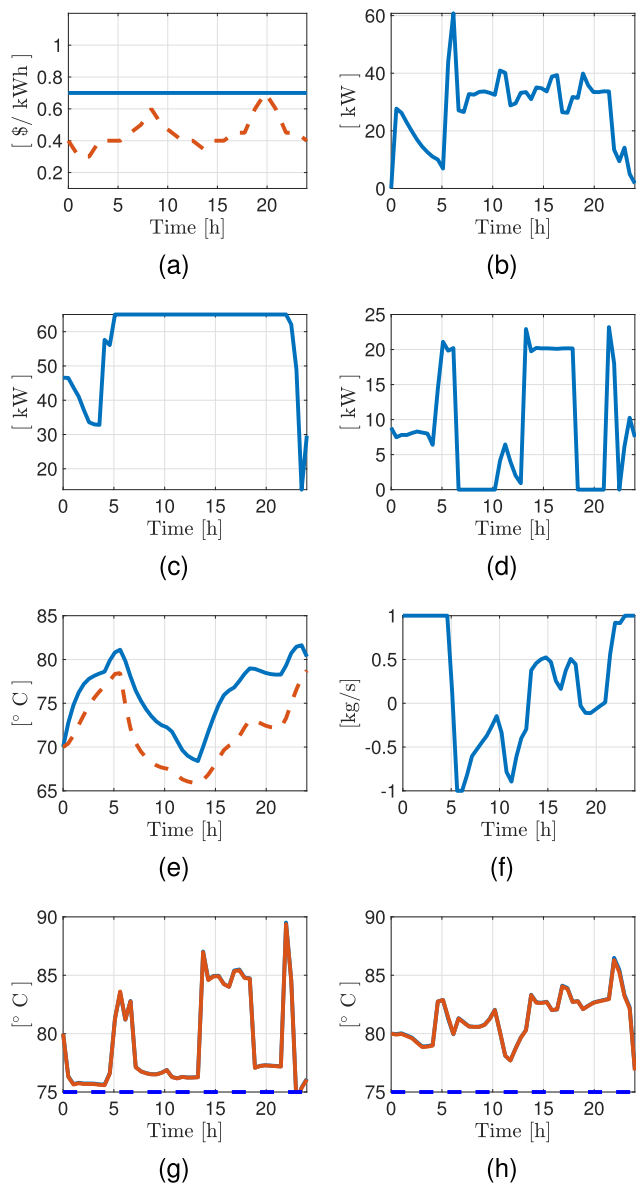 [ $/ kWh ]
1
0.8
0.6
0.4
0.2
0 5 10 15 20
Time [h]
(a)
[ kW ]
60
40
20
0
0 5 10 15 20
Time [h]
(b)
[ kW ]
60
50
40
30
20
0 5 10 15 20
Time [h]
(c)
[ kW ]
25
20
15
10
5
0
0 5 10 15 20
Time [h]
(d)
[° C ]
85
80
75
70
65
0 5 10 15 20
Time [h]
(e)
[kg/s]
1
0.5
0
-0.5
-1
0 5 10 15 20
Time [h]
(f)
[° C ]
90
85
80
75
0 5 10 15 20
Time [h]
(g)
[° C ]
90
85
80
75
0 5 10 15 20
Time [h]
(h)